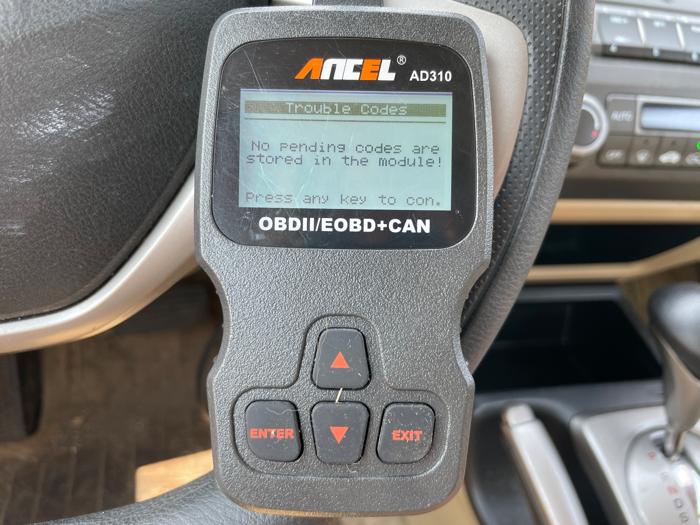 ANCEL®
AD310
Trouble Codes
No pending codes are
stored in the module!
Press any key to con.
OBDII/EOBD+CAN
ENTER
EXIT
AUTO
P
R
N
D
S